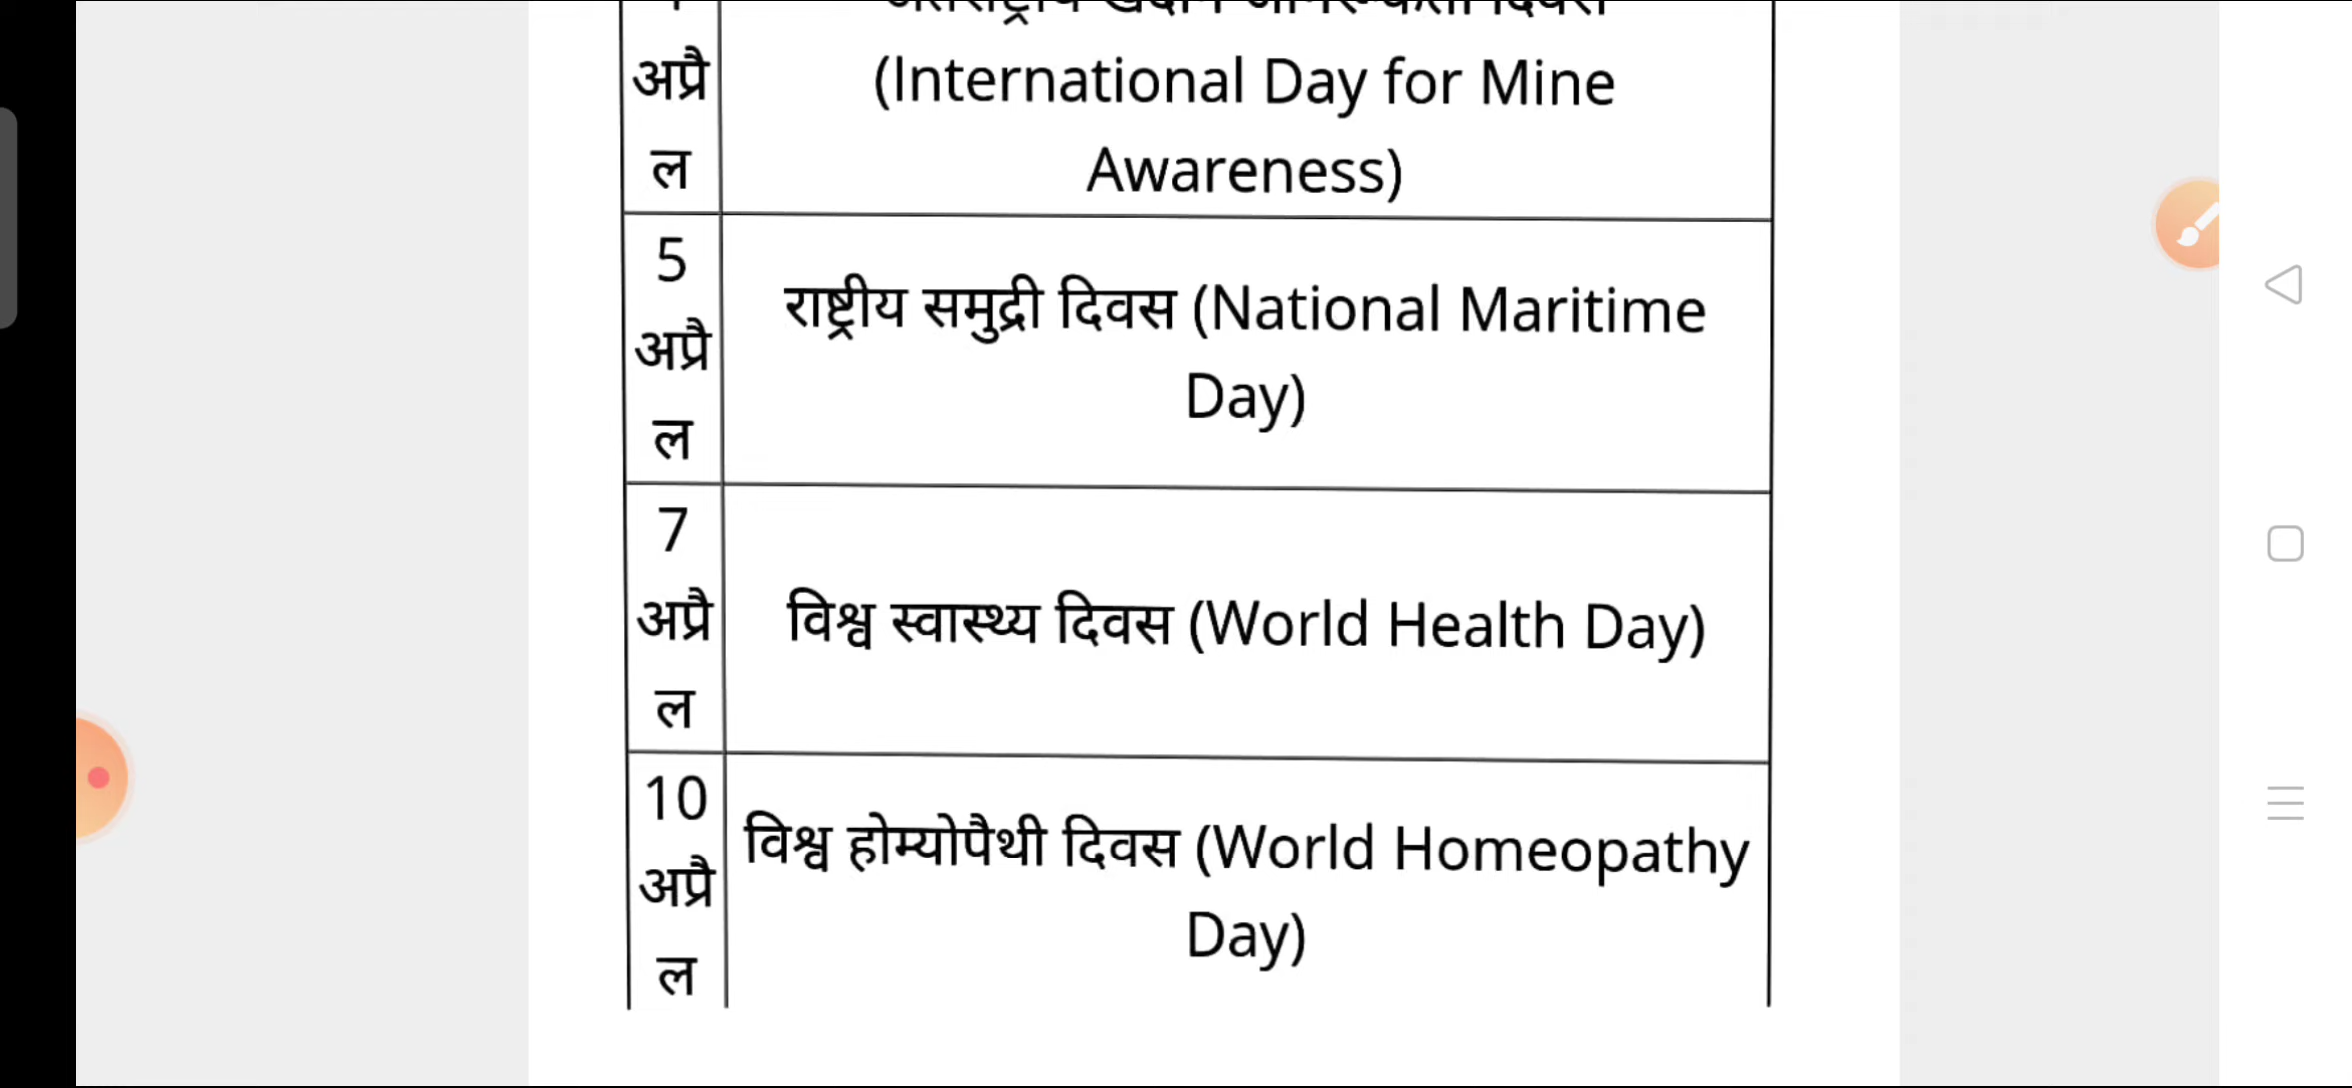 अप्रै
(International Day for Mine
ल
Awareness)
5
अप्रै
ल
राष्ट्रीय समुद्री दिवस (National Maritime
Day)
7
अप्रै
ल
विश्व स्वास्थ्य दिवस (World Health Day)
10
अप्रै
ल
विश्व होम्योपैथी दिवस (World Homeopathy
Day)